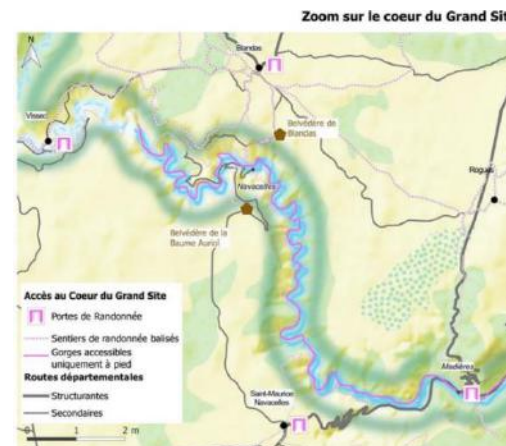 Zoom sur le coeur du Grand Sit
N
Blandas
Vissec
Belvédère de
Blandas
Navacelles
Rogues
Belvédère de la
Baume Auriol
Accès au Coeur du Grand Site
Portes de Randonnée
Sentiers de randonnée balisés
Gorges accessibles
uniquement à pied
Routes départementales
Structurantes
Secondaires
0 1 2 m
Madières
Saint-Maurice
Navacelles